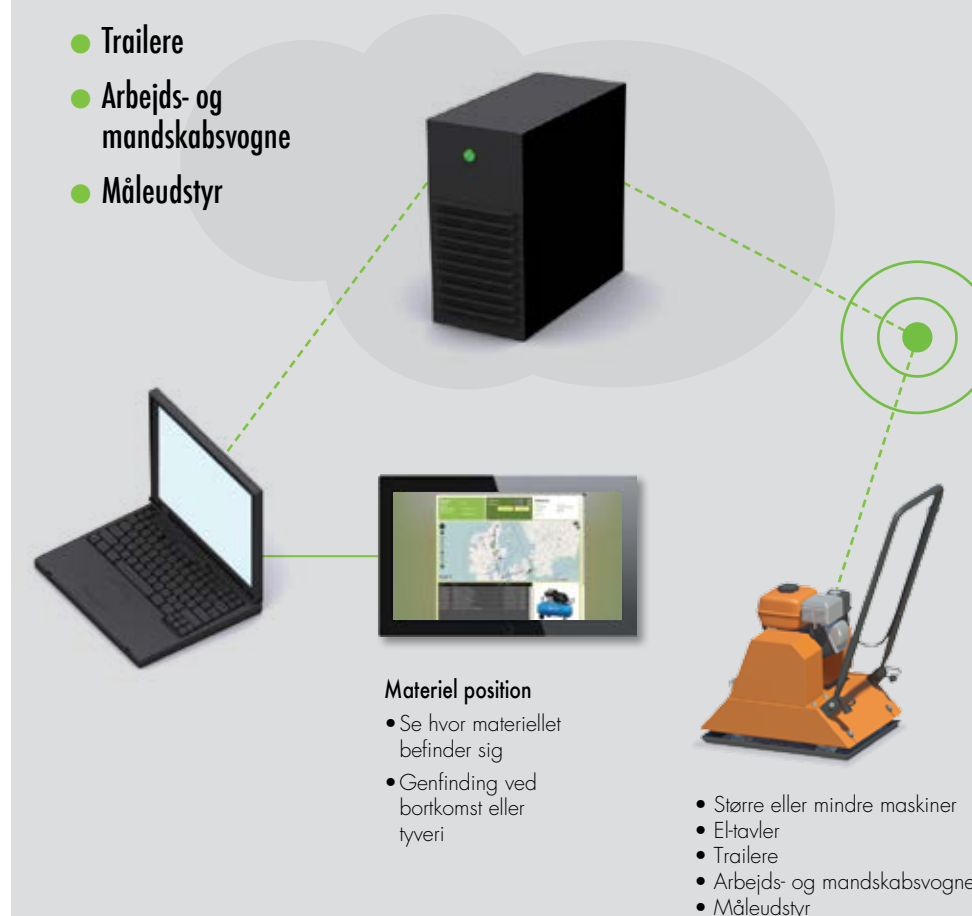 Trailere
Arbejds- og
mandskabsvogne
Måleudstyr
Materiel position
• Se hvor materiellet
befinder sig
• Genfinding ved
bortkomst eller
tyveri
• Større eller mindre maskiner
• El-tavler
• Trailere
• Arbejds- og mandskabsvogne
• Måleudstyr